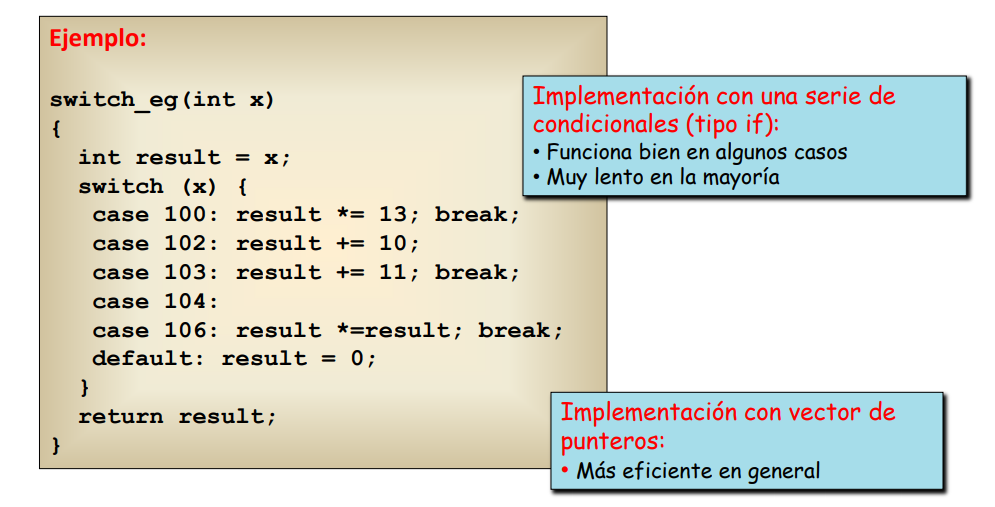 Ejemplo:
switch_eg(int x)
{
int result = x;
switch (x) {
case 100: result *= 13; break;
case 102: result += 10;
case 103: result += 11; break;
case 104:
case 106: result *=result; break;
default: result = 0;
}
return result;
}
Implementación con una serie de
condicionales (tipo if):
• Funciona bien en algunos casos
• Muy lento en la mayoría
Implementación con vector de
punteros:
• Más eficiente en general